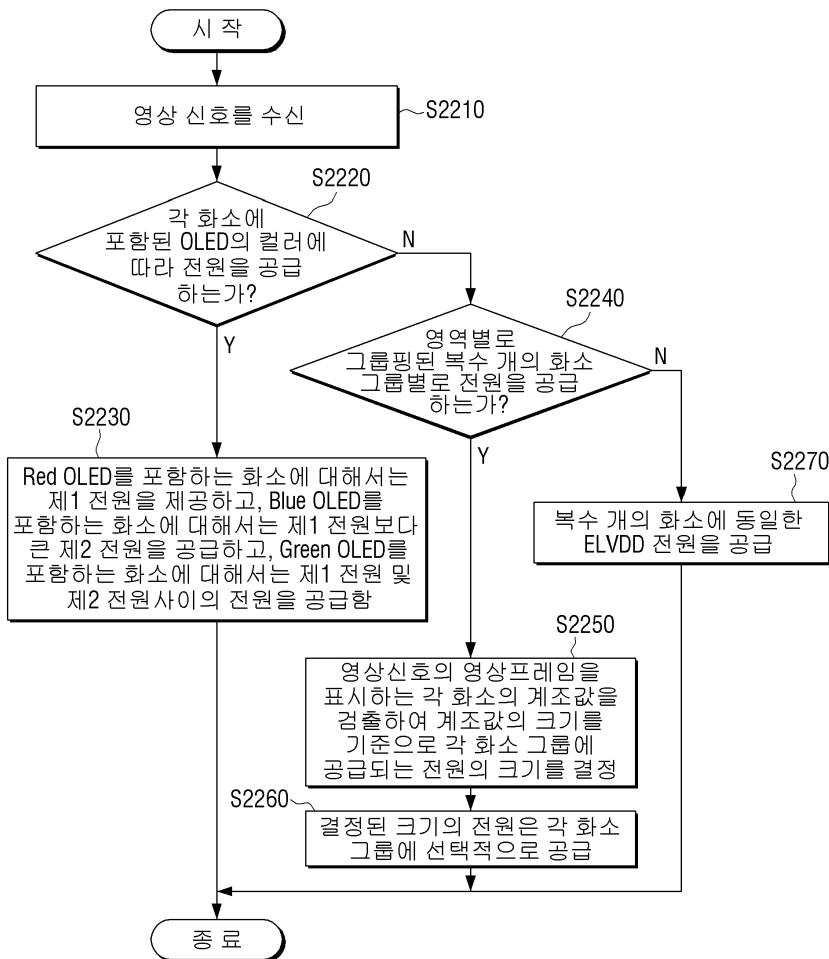 시 작
영상 신호를 수신
S2210
S2220
각 화소에
포함된 OLED의 컬러에
따라 전원을 공급
하는가?
N
Y
S2240
영역별로
그룹핑된 복수 개의 화소
그룹별로 전원을 공급
하는가?
N
Y
S2230
Red OLED를 포함하는 화소에 대해서는
제1 전원을 제공하고, Blue OLED를
포함하는 화소에 대해서는 제1 전원보다
큰 제2 전원을 공급하고, Green OLED를
포함하는 화소에 대해서는 제1 전원 및
제2 전원사이의 전원을 공급함
S2270
복수 개의 화소에 동일한
ELVDD 전원을 공급
S2250
영상신호의 영상프레임을
표시하는 각 화소의 계조값을
검출하여 계조값의 크기를
기준으로 각 화소 그룹에
공급되는 전원의 크기를 결정
S2260
결정된 크기의 전원은 각 화소
그룹에 선택적으로 공급
종 료